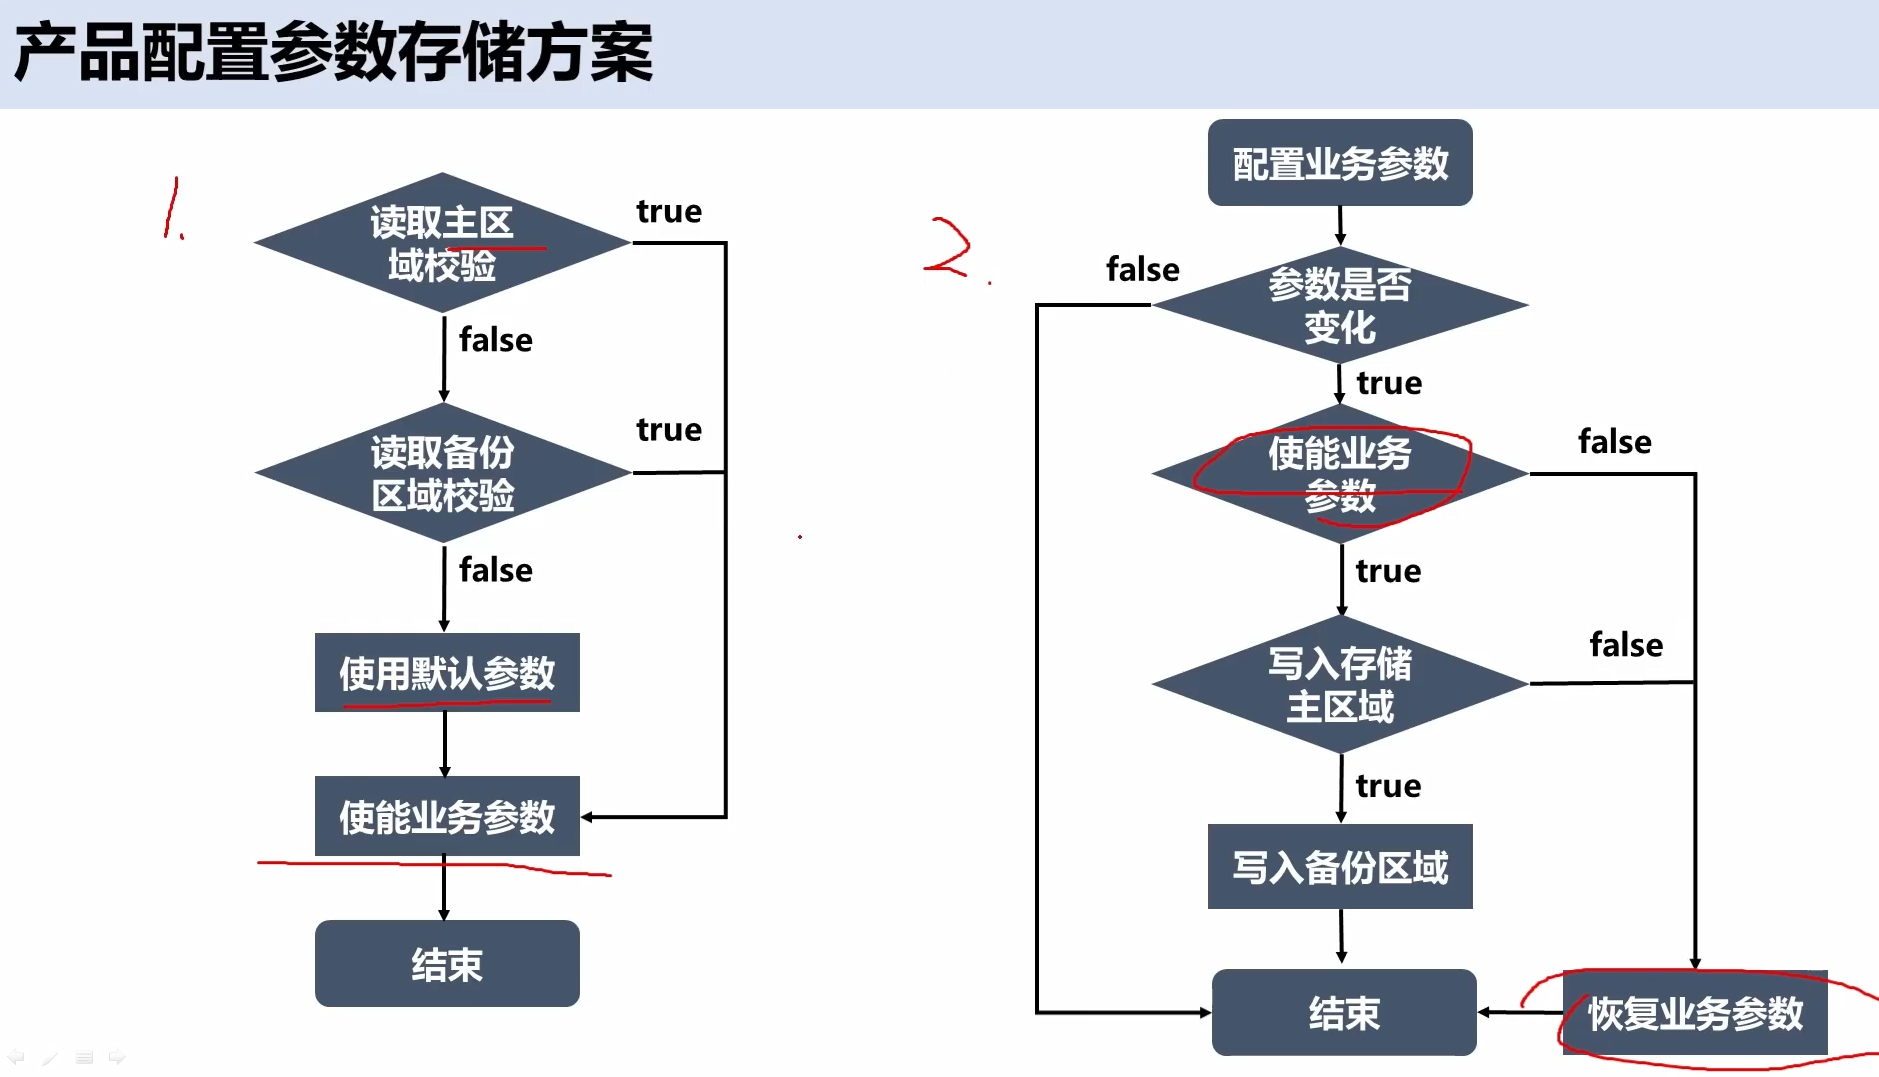 产品配置参数存储方案
1.
读取主区
域校验
true
false
读取备份
区域校验
true
false
使用默认参数
使能业务参数
结束
2.
配置业务参数
参数是否
变化
false
true
使能业务
参数
false
true
写入存储
主区域
false
true
写入备份区域
结束
恢复业务参数